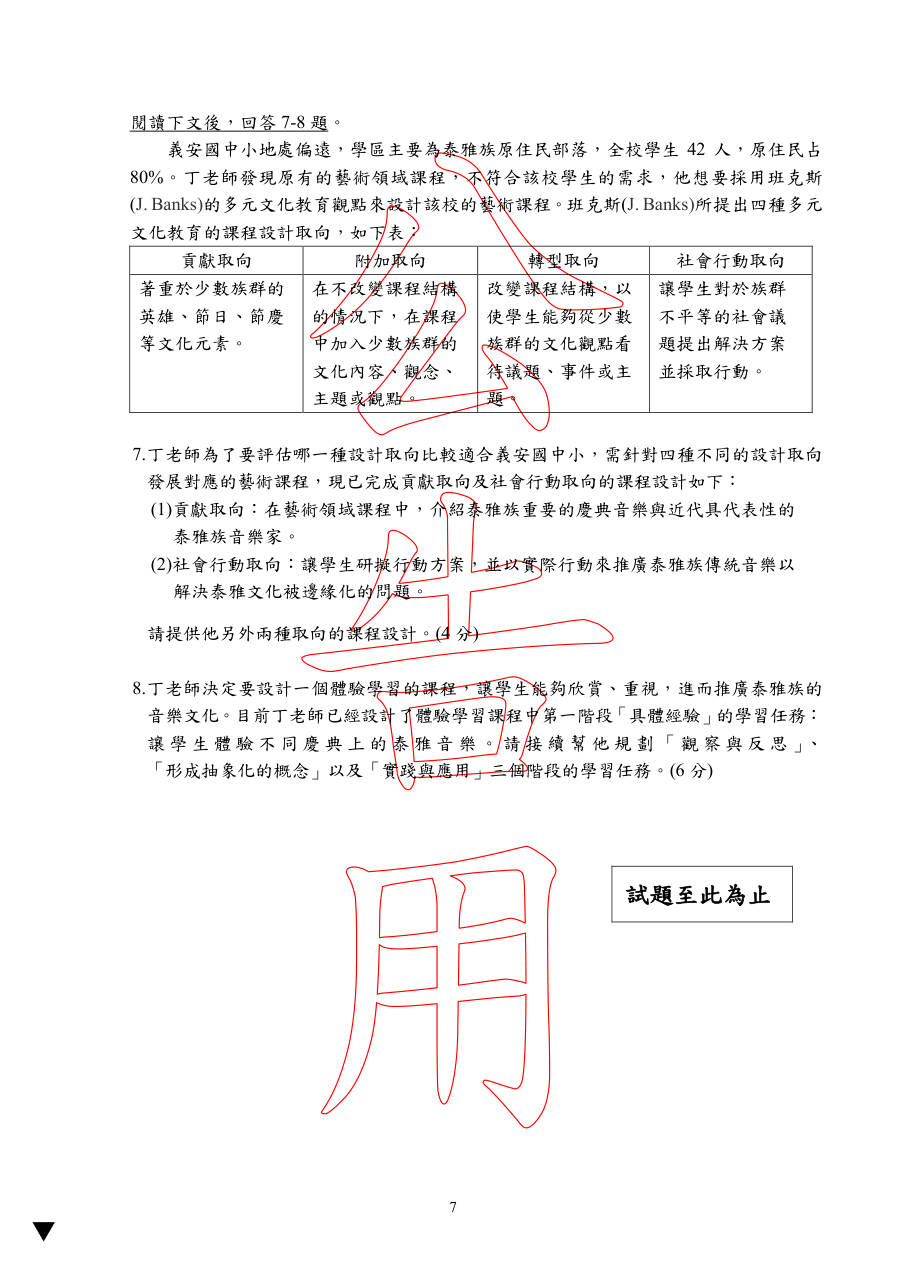 閱讀下文後，回答 7-8 題。
義安國中小地處偏遠，學區主要為泰雅族原住民部落，全校學生 42 人，原住民占
80%。丁老師發現原有的藝術領域課程，不符合該校學生的需求，他想要採用班克斯
(J. Banks)的多元文化教育觀點來設計該校的藝術課程。班克斯(J. Banks)所提出四種多元
文化教育的課程設計取向，如下表：
貢獻取向 附加取向 轉型取向 社會行動取向
著重於少數族群的 在不改變課程結構 改變課程結構，以 讓學生對於族群
英雄、節日、節慶 的情況下，在課程 使學生能夠從少數 不平等的社會議
等文化元素。 中加入少數族群的 族群的文化觀點看 題提出解決方案
文化內容、觀念、 待議題、事件或主 並採取行動。
主題或觀點。 題。
7.丁老師為了要評估哪一種設計取向比較適合義安國中小，需針對四種不同的設計取向
發展對應的藝術課程，現已完成貢獻取向及社會行動取向的課程設計如下：
(1)貢獻取向：在藝術領域課程中，介紹泰雅族重要的慶典音樂與近代具代表性的
泰雅族音樂家。
(2)社會行動取向：讓學生研擬行動方案，並以實際行動來推廣泰雅族傳統音樂以
解決泰雅文化被邊緣化的問題。
請提供他另外兩種取向的課程設計。(4 分)
8.丁老師決定要設計一個體驗學習的課程，讓學生能夠欣賞、重視，進而推廣泰雅族的
音樂文化。目前丁老師已經設計了體驗學習課程中第一階段「具體經驗」的學習任務：
讓學生體驗不同慶典上的泰雅音樂。請接續幫他規劃「觀察與反思」、
「形成抽象化的概念」以及「實踐與應用」三個階段的學習任務。(6 分)
公告用
試題至此為止
7